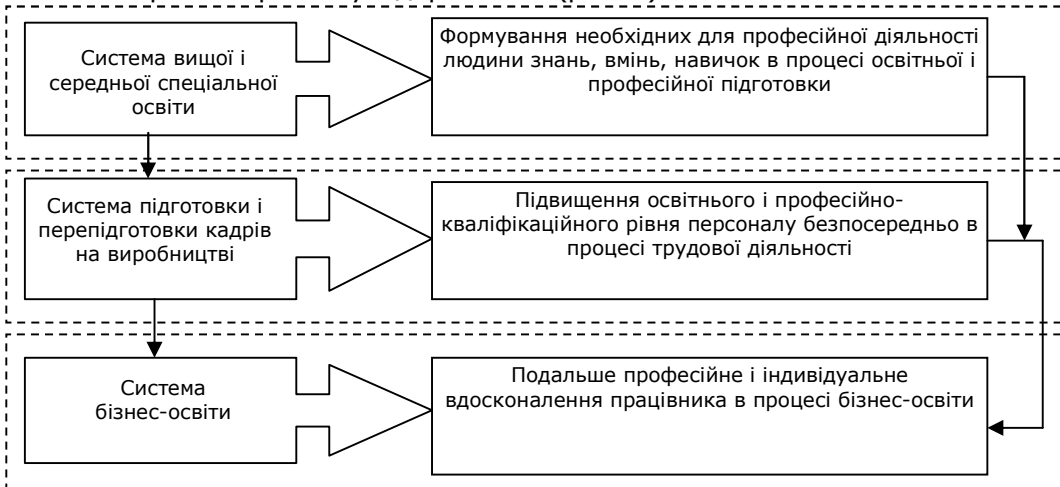 Система вищої і
середньої спеціальної
освіти
Формування необхідних для професійної діяльності
людини знань, вмінь, навичок в процесі освітньої і
професійної підготовки
Система підготовки і
перепідготовки кадрів
на виробництві
Підвищення освітнього і професійно-
кваліфікаційного рівня персоналу безпосередньо в
процесі трудової діяльності
Система
бізнес-освіти
Подальше професійне і індивідуальне
вдосконалення працівника в процесі бізнес-освіти